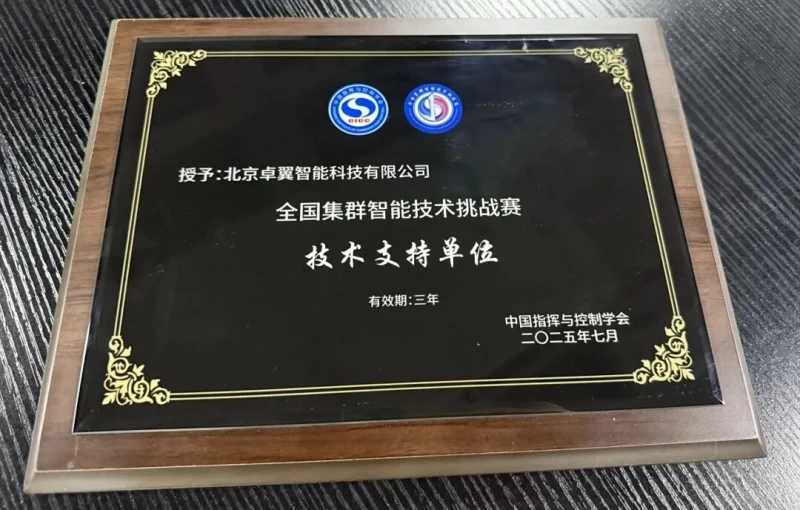 CICC
授予：北京卓翼智能科技有限公司
全国集群智能技术挑战赛
技术支持单位
有效期：三年
中国指挥与控制学会
二〇二五年七月